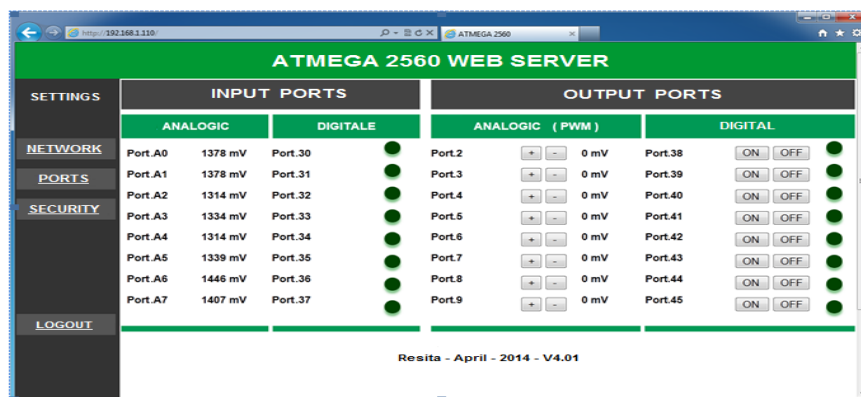 http://192.168.1.110/
ATMEGA 2560
ATMEGA 2560 WEB SERVER
SETTINGS
INPUT PORTS
OUTPUT PORTS
ANALOGIC
DIGITALE
ANALOGIC ( PWM )
DIGITAL
NETWORK
PORTS
SECURITY
LOGOUT
Port.A0 1378 mV Port.30 Port.2 + - 0 mV Port.38 ON OFF
Port.A1 1378 mV Port.31 Port.3 + - 0 mV Port.39 ON OFF
Port.A2 1314 mV Port.32 Port.4 + - 0 mV Port.40 ON OFF
Port.A3 1334 mV Port.33 Port.5 + - 0 mV Port.41 ON OFF
Port.A4 1314 mV Port.34 Port.6 + - 0 mV Port.42 ON OFF
Port.A5 1339 mV Port.35 Port.7 + - 0 mV Port.43 ON OFF
Port.A6 1446 mV Port.36 Port.8 + - 0 mV Port.44 ON OFF
Port.A7 1407 mV Port.37 Port.9 + - 0 mV Port.45 ON OFF
Resita - April - 2014 - V4.01